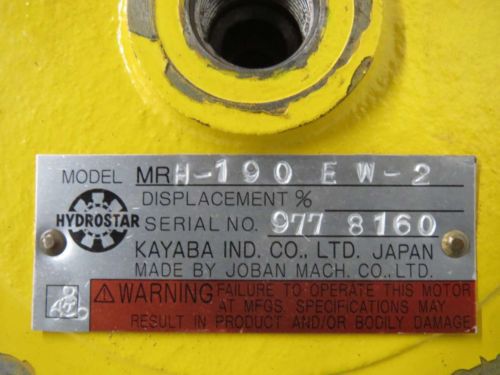 MODEL MRH-190 EW-2
DISPLACEMENT %
HYDROSTAR
SERIAL NO. 977 8160
KAYABA IND. CO., LTD. JAPAN
MADE BY JOBAN MACH. CO., LTD.
⚠WARNING FAILURE TO OPERATE THIS MOTOR
AT MFGS. SPECIFICATIONS MAY
RESULT IN PRODUCT AND/OR BODILY DAMAGE